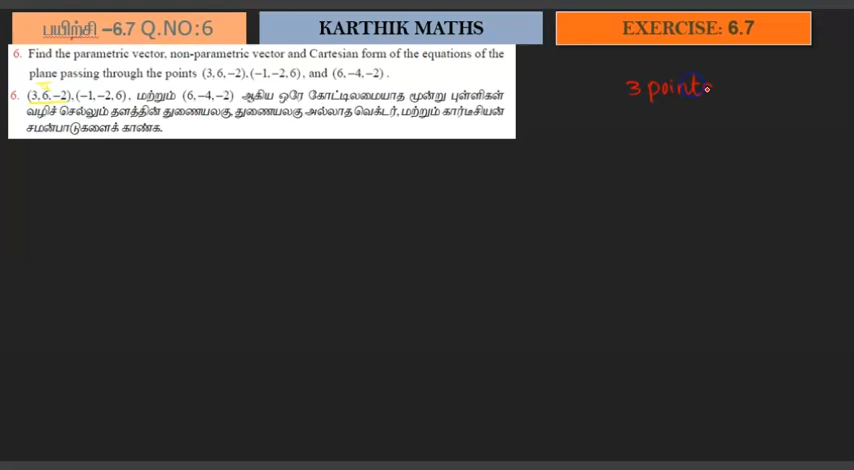 பயிற்சி –6.7 Q.NO:6
KARTHIK MATHS
EXERCISE: 6.7
6. Find the parametric vector, non-parametric vector and Cartesian form of the equations of the
plane passing through the points (3, 6, −2), (−1, −2, 6), and (6, −4, −2).
6. (3, 6, −2), (−1, −2, 6), மற்றும் (6, −4, −2) ஆகிய ஒரே கோட்டிலமையாத மூன்று புள்ளிகள்
வழிச் செல்லும் தளத்தின் துணையலகு, துணையலகு அல்லாத வெக்டர், மற்றும் கார்டீசியன்
சமன்பாடுகளைக் காண்க.
3 points